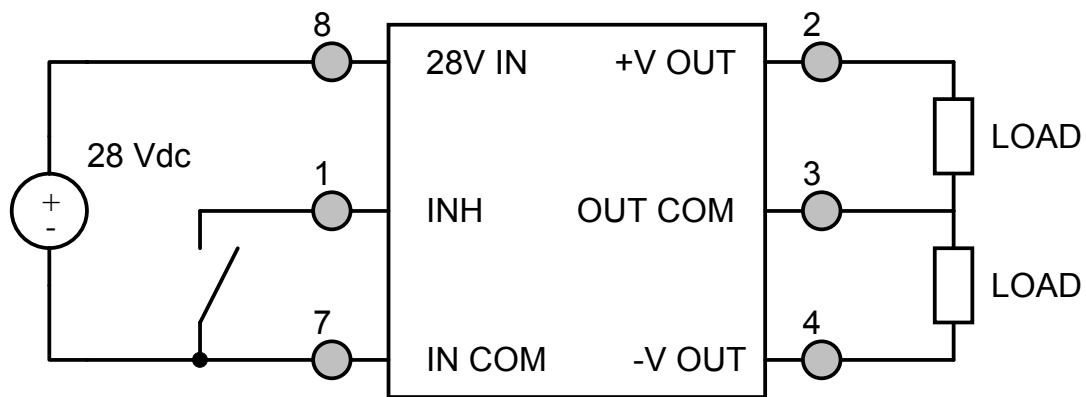 8
2
28V IN
+V OUT
28 Vdc
LOAD
1
3
+
-
INH
OUT COM
7
4
LOAD
IN COM
-V OUT